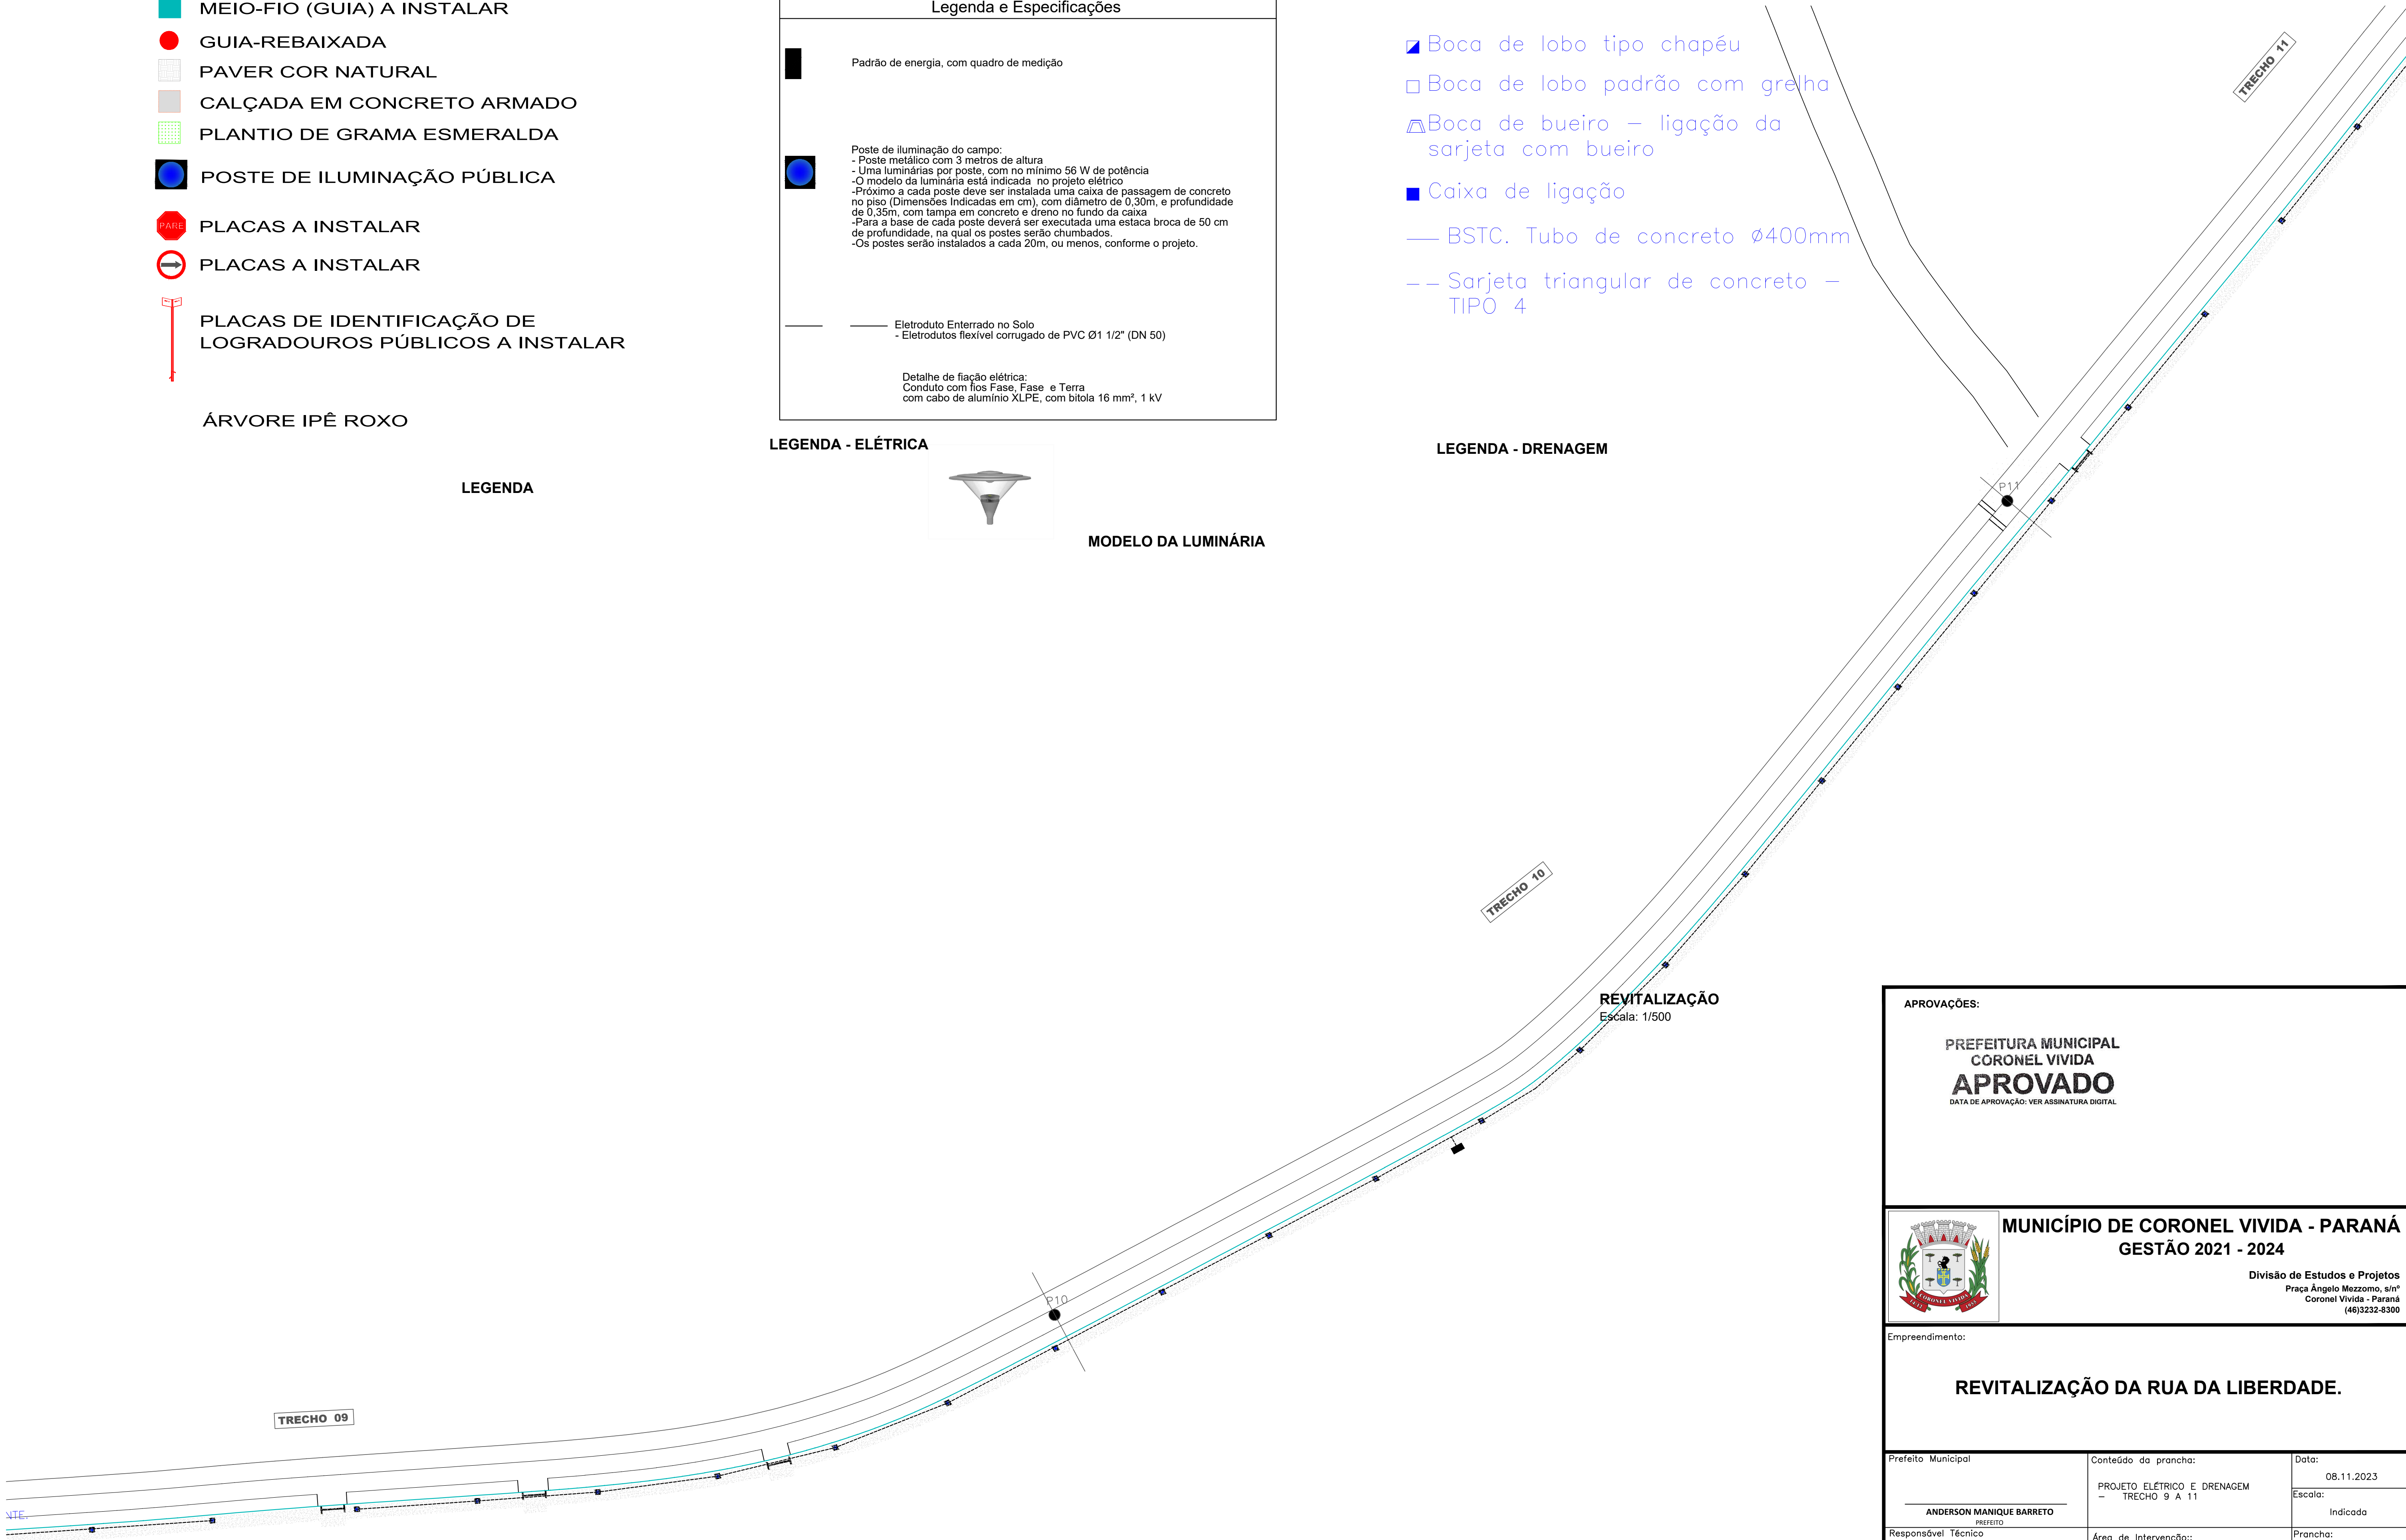 MEIO-FIO (GUIA) A INSTALAR
GUIA-REBAIXADA
PAVER COR NATURAL
CALÇADA EM CONCRETO ARMADO
PLANTIO DE GRAMA ESMERALDA
POSTE DE ILUMINAÇÃO PÚBLICA
PARE
PLACAS A INSTALAR
PLACAS A INSTALAR
PLACAS DE IDENTIFICAÇÃO DE
LOGRADOUROS PÚBLICOS A INSTALAR
ÁRVORE IPÊ ROXO
LEGENDA
Legenda e Especificações
Padrão de energia, com quadro de medição
Poste de iluminação do campo:
- Poste metálico com 3 metros de altura
- Uma luminárias por poste, com no mínimo 56 W de potência
-O modelo da luminária está indicada no projeto elétrico
-Próximo a cada poste deve ser instalada uma caixa de passagem de concreto
no piso (Dimensões Indicadas em cm), com diâmetro de 0,30m, e profundidade
de 0,35m, com tampa em concreto e dreno no fundo da caixa
-Para a base de cada poste deverá ser executada uma estaca broca de 50 cm
de profundidade, na qual os postes serão chumbados.
-Os postes serão instalados a cada 20m, ou menos, conforme o projeto.
Eletroduto Enterrado no Solo
- Eletrodutos flexível corrugado de PVC Ø1 1/2" (DN 50)
Detalhe de fiação elétrica:
Conduto com fios Fase, Fase e Terra
com cabo de alumínio XLPE, com bitola 16 mm², 1 kV
LEGENDA - ELÉTRICA
MODELO DA LUMINÁRIA
Boca de lobo tipo chapéu
Boca de lobo padrão com grelha
Boca de bueiro - ligação da
sarjeta com bueiro
Caixa de ligação
BSTC. Tubo de concreto Ø400mm
Sarjeta triangular de concreto -
TIPO 4
LEGENDA - DRENAGEM
TRECHO 11
P11
TRECHO 10
REVITALIZAÇÃO
Escala: 1/500
P10
TRECHO 09
NTE.
APROVAÇÕES:
PREFEITURA MUNICIPAL
CORONEL VIVIDA
APROVADO
DATA DE APROVAÇÃO: VER ASSINATURA DIGITAL
CORONEL VIVIDA
MUNICÍPIO DE CORONEL VIVIDA - PARANÁ
GESTÃO 2021 - 2024
Divisão de Estudos e Projetos
Praça Ângelo Mezzomo, s/nº
Coronel Vivida - Paraná
(46)3232-8300
Empreendimento:
REVITALIZAÇÃO DA RUA DA LIBERDADE.
Prefeito Municipal
ANDERSON MANIQUE BARRETO
PREFEITO
Conteúdo da prancha:
PROJETO ELÉTRICO E DRENAGEM
- TRECHO 9 A 11
Data:
08.11.2023
Escala:
Indicada
Responsável Técnico
Área de Intervenção::
Prancha: